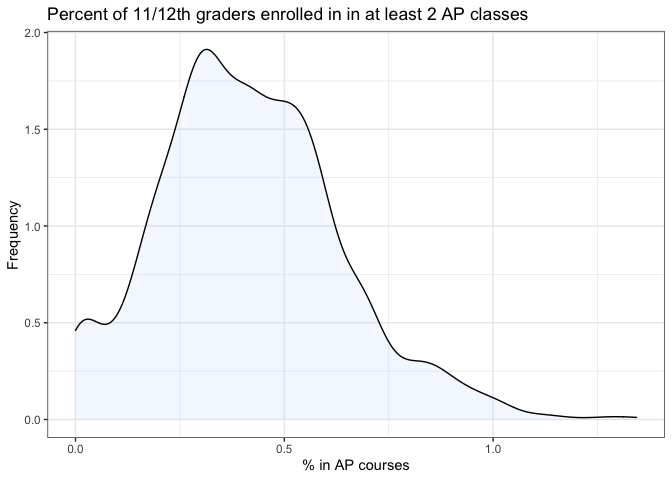 Percent of 11/12th graders enrolled in in at least 2 AP classes
2.0
1.5
1.0
0.5
0.0
Frequency
0.0 0.5 1.0
% in AP courses